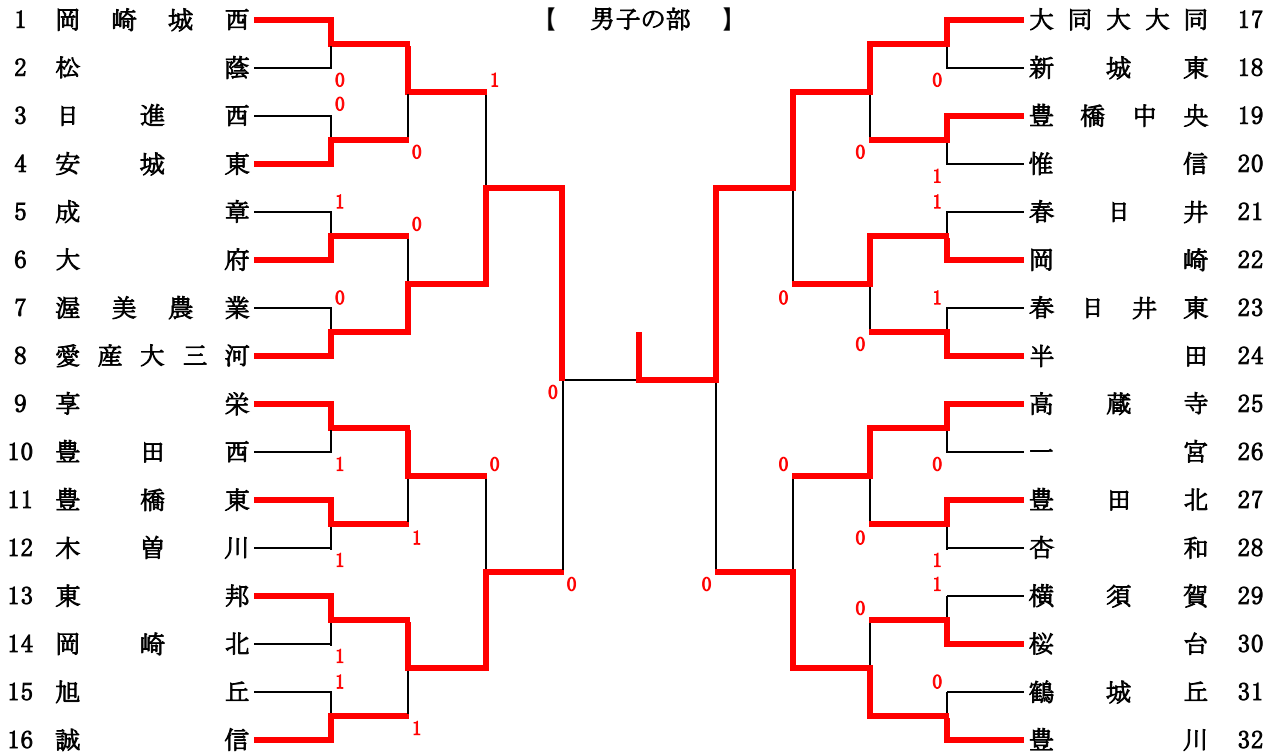 【 男子の部 】
1 岡崎城西
0
2 松蔭
0
3 日進西
4 安城東
1
0
5 成章
1
6 大府
0
7 渥美農業
0
8 愛産大三河
9 享栄
10 豊田西
1
11 豊橋東
12 木曽川
1
1
0
13 東邦
14 岡崎北
1
15 旭丘
1
16 誠信
1
0
0
大同大大同 17
新城東 18
0
豊橋中央 19
惟信 20
1
0
春日井 21
1
岡崎 22
春日井東 23
1
半田 24
0
0
高蔵寺 25
一宮 26
0
豊田北 27
杏和 28
1
0
0
横須賀 29
1
桜台 30
0
鶴城丘 31
0
豊川 32
0